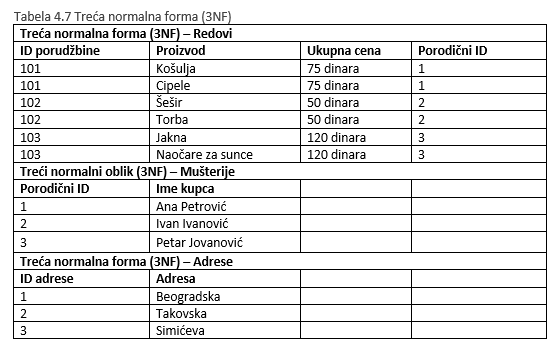 Tabela 4.7 Treća normalna forma (3NF)
Treća normalna forma (3NF) – Redovi
ID porudžbine Proizvod Ukupna cena Porodični ID
101 Košulja 75 dinara 1
101 Cipele 75 dinara 1
102 Šešir 50 dinara 2
102 Torba 50 dinara 2
103 Jakna 120 dinara 3
103 Naočare za sunce 120 dinara 3
Treći normalni oblik (3NF) – Mušterije
Porodični ID Ime kupca
1 Ana Petrović
2 Ivan Ivanović
3 Petar Jovanović
Treća normalna forma (3NF) – Adrese
ID adrese Adresa
1 Beogradska
2 Takovska
3 Simićeva